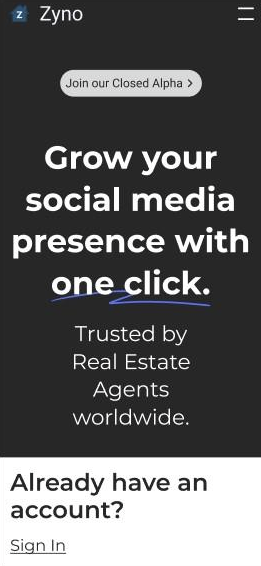 Z Zyno
Join our Closed Alpha >
Grow your
social media
presence with
one click.
Trusted by
Real Estate
Agents
worldwide.
Already have an
account?
Sign In